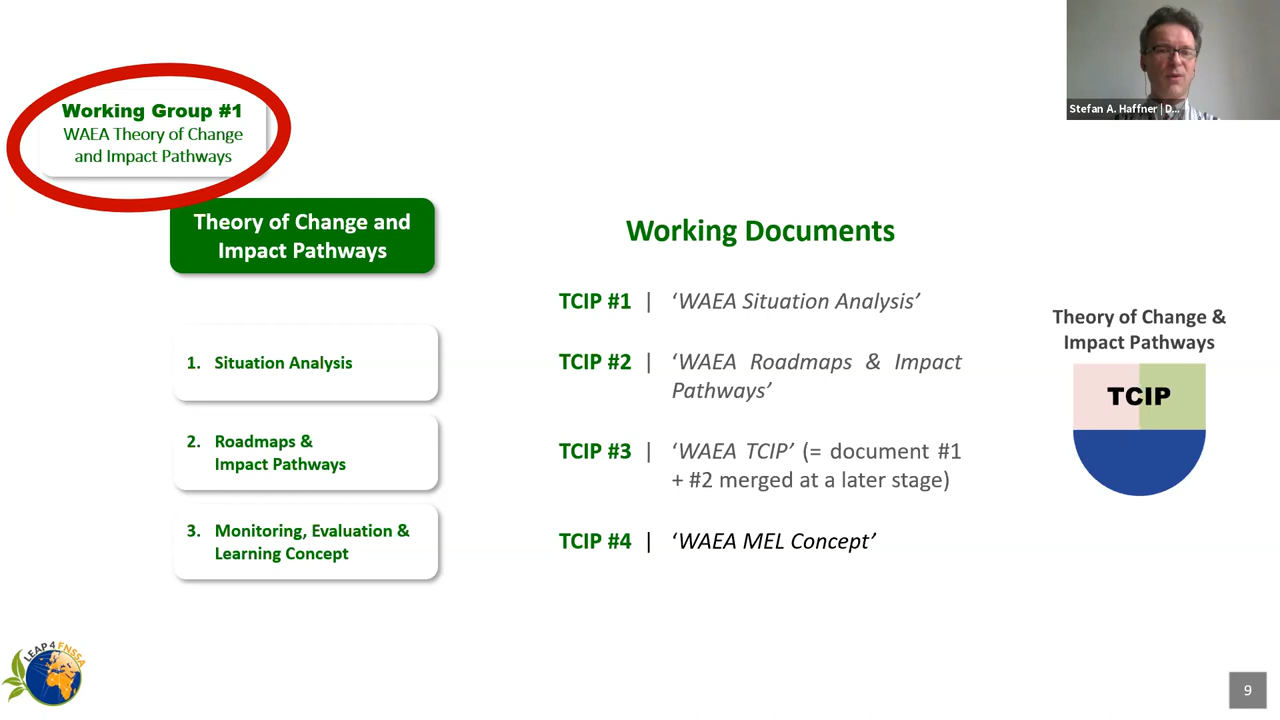 Stefan A. Haffner | D...
Working Group #1
WAEA Theory of Change
and Impact Pathways
Theory of Change and
Impact Pathways
1. Situation Analysis
2. Roadmaps &
Impact Pathways
3. Monitoring, Evaluation &
Learning Concept
Working Documents
TCIP #1 | ‘WAEA Situation Analysis’
TCIP #2 | ‘WAEA Roadmaps & Impact
Pathways’
TCIP #3 | ‘WAEA TCIP’ (= document #1
+ #2 merged at a later stage)
TCIP #4 | ‘WAEA MEL Concept’
Theory of Change &
Impact Pathways
TCIP
LEAP4FNSSA
9